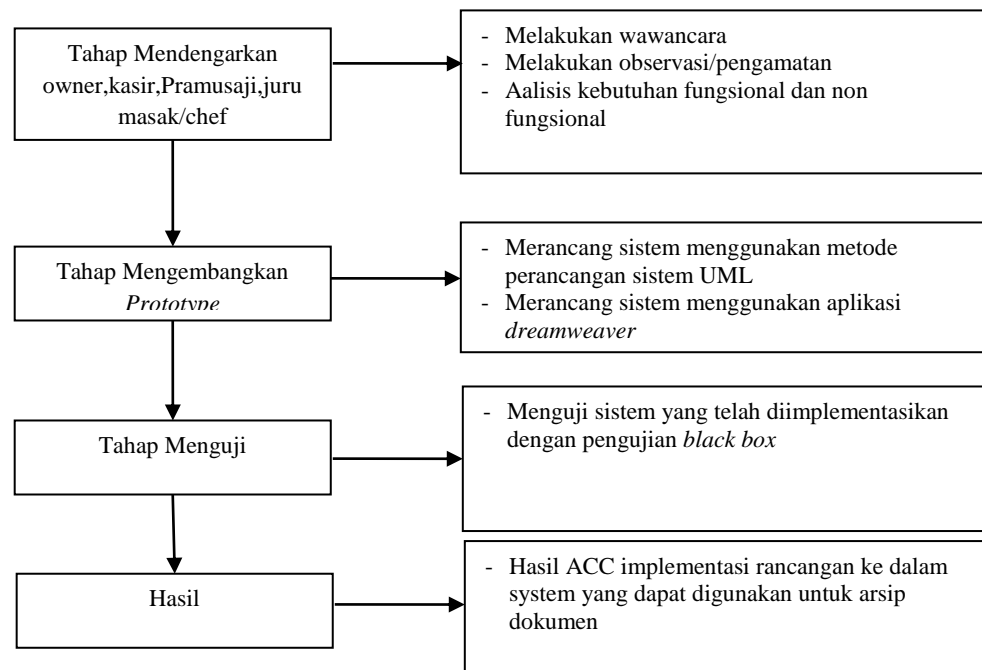 Tahap Mendengarkan
owner,kasir,Pramusaji,juru
masak/chef
- Melakukan wawancara
- Melakukan observasi/pengamatan
- Aalisis kebutuhan fungsional dan non
fungsional
Tahap Mengembangkan
Prototype
- Merancang sistem menggunakan metode
perancangan sistem UML
- Merancang sistem menggunakan aplikasi
dreamweaver
Tahap Menguji
- Menguji sistem yang telah diimplementasikan
dengan pengujian black box
Hasil
- Hasil ACC implementasi rancangan ke dalam
system yang dapat digunakan untuk arsip
dokumen